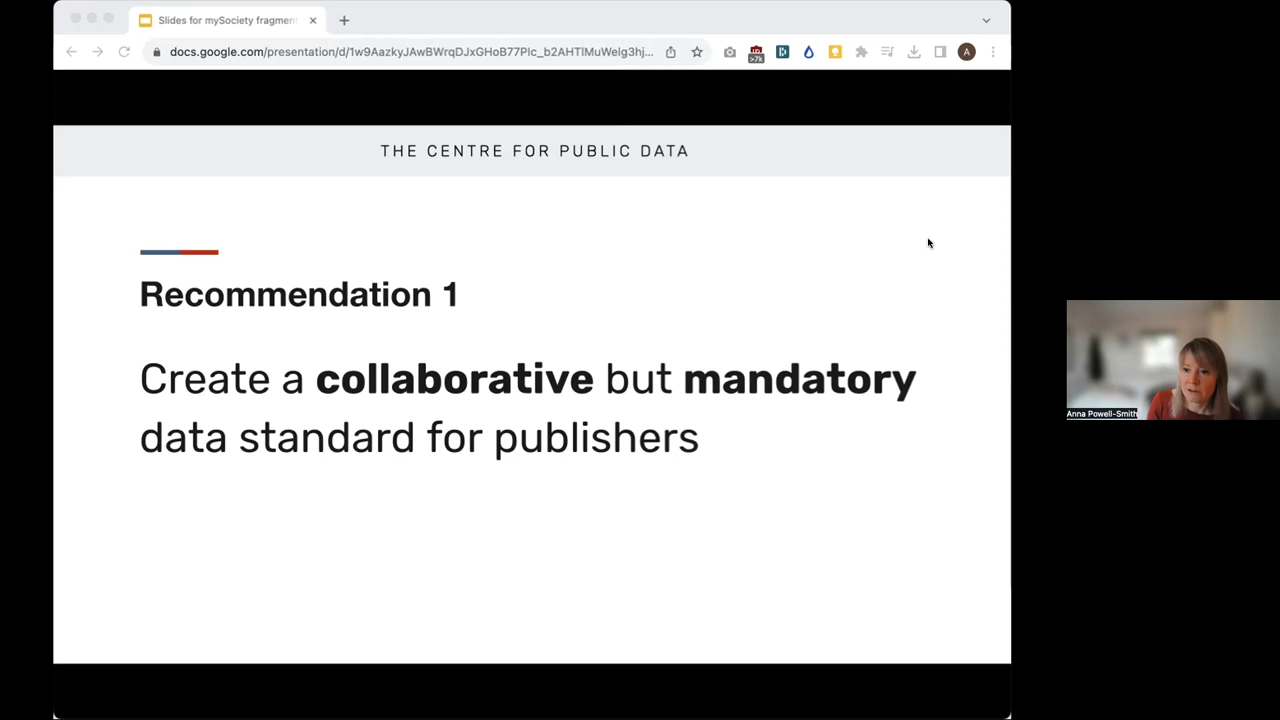 Slides for mySociety fragment
docs.google.com/presentation/d/1w9AazkyJAwBWrqDJxGHoB77Plc_b2AHTlMuWelg3hj...
>7k
A
THE CENTRE FOR PUBLIC DATA
Recommendation 1
Create a collaborative but mandatory
data standard for publishers
Anna Powell-Smith